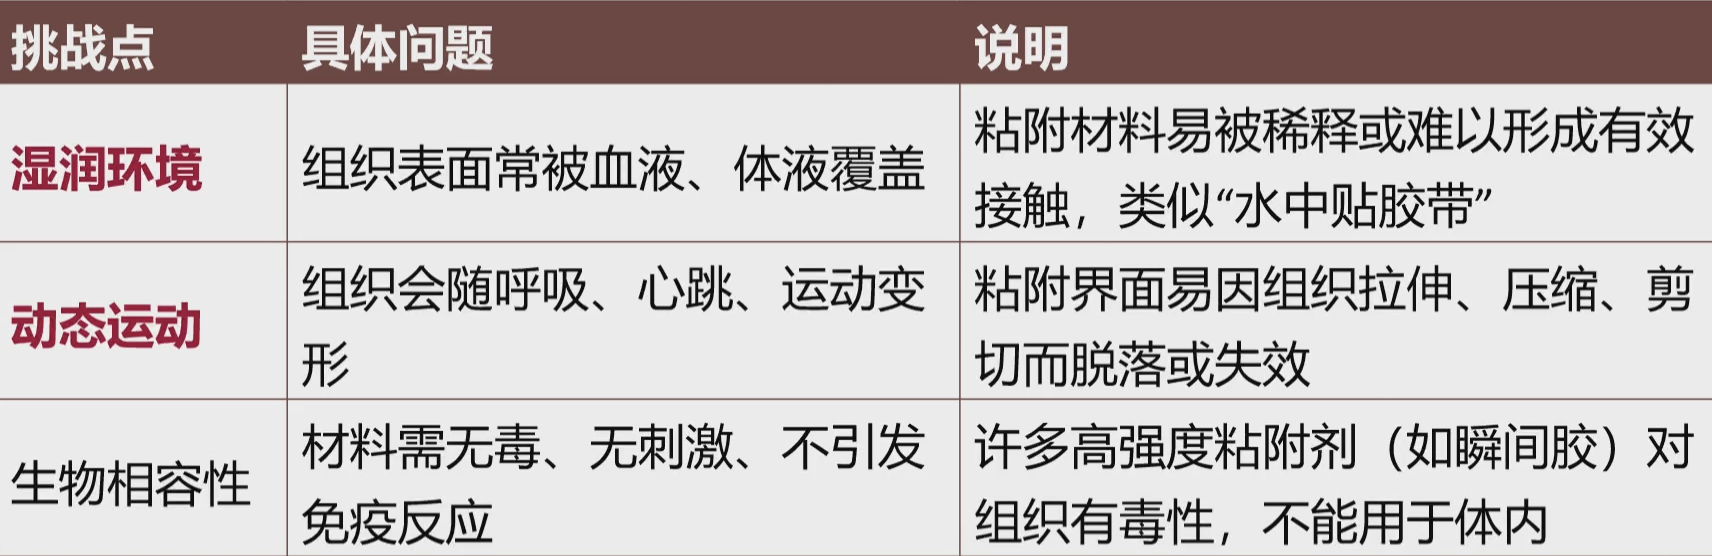 挑战点 具体问题 说明
湿润环境 组织表面常被血液、体液覆盖 粘附材料易被稀释或难以形成有效
接触，类似“水中贴胶带”
动态运动 组织会随呼吸、心跳、运动变 粘附界面易因组织拉伸、压缩、剪
形 切而脱落或失效
生物相容性 材料需无毒、无刺激、不引发 许多高强度粘附剂（如瞬间胶）对
免疫反应 组织有毒性，不能用于体内